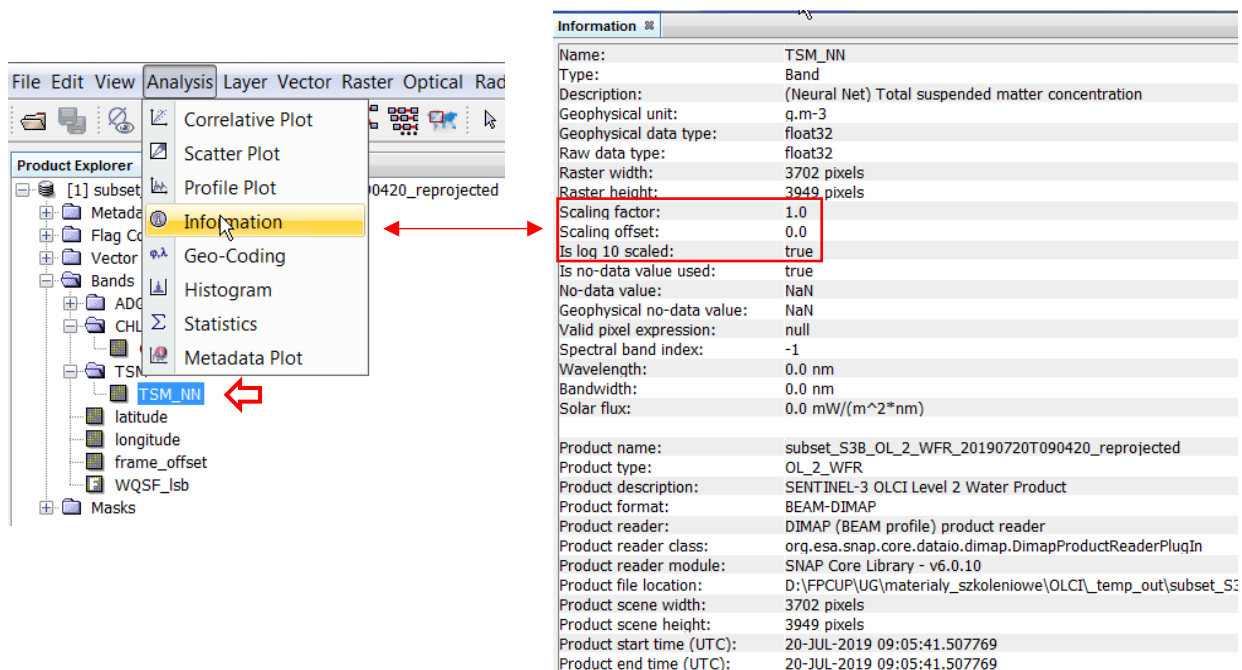 File Edit View Analysis Layer Vector Raster Optical Rad
Correlative Plot
Scatter Plot
Profile Plot
Information
Geo-Coding
Histogram
Statistics
Metadata Plot
Product Explorer
[1] subset 00420_reprojected
Metada
Flag Co
Vector
Bands
ADG
CHL
TSM
TSM_NN
latitude
longitude
frame_offset
WQSF_lsb
Masks
Information
Name: TSM_NN
Type: Band
Description: (Neural Net) Total suspended matter concentration
Geophysical unit: g.m-3
Geophysical data type: float32
Raw data type: float32
Raster width: 3702 pixels
Raster height: 3949 pixels
Scaling factor: 1.0
Scaling offset: 0.0
Is log 10 scaled: true
Is no-data value used: true
No-data value: NaN
Geophysical no-data value: NaN
Valid pixel expression: null
Spectral band index: -1
Wavelength: 0.0 nm
Bandwidth: 0.0 nm
Solar flux: 0.0 mW/(m^2*nm)
Product name: subset_S3B_OL_2_WFR_20190720T090420_reprojected
Product type: OL_2_WFR
Product description: SENTINEL-3 OLCI Level 2 Water Product
Product format: BEAM-DIMAP
Product reader: DIMAP (BEAM profile) product reader
Product reader class: org.esa.snap.core.dataio.dimap.DimapProductReaderPlugIn
Product reader module: SNAP Core Library - v6.0.10
Product file location: D:\FPCUP\UG\materialy_szkoleniowe\OLCI\_temp_out\subset_S3
Product scene width: 3702 pixels
Product scene height: 3949 pixels
Product start time (UTC): 20-JUL-2019 09:05:41.507769
Product end time (UTC): 20-JUL-2019 09:05:41.507769